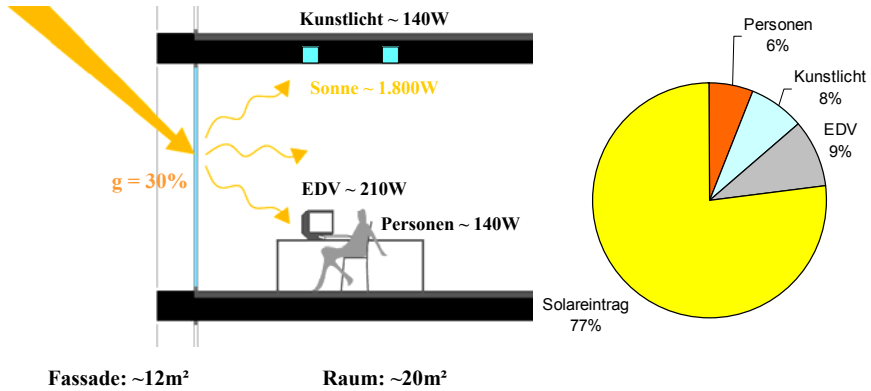 Kunstlicht ~ 140W
Sonne ~ 1.800W
g = 30%
EDV ~ 210W
Personen ~ 140W
Fassade: ~12m²
Raum: ~20m²
Personen
6%
Kunstlicht
8%
EDV
9%
Solareintrag
77%